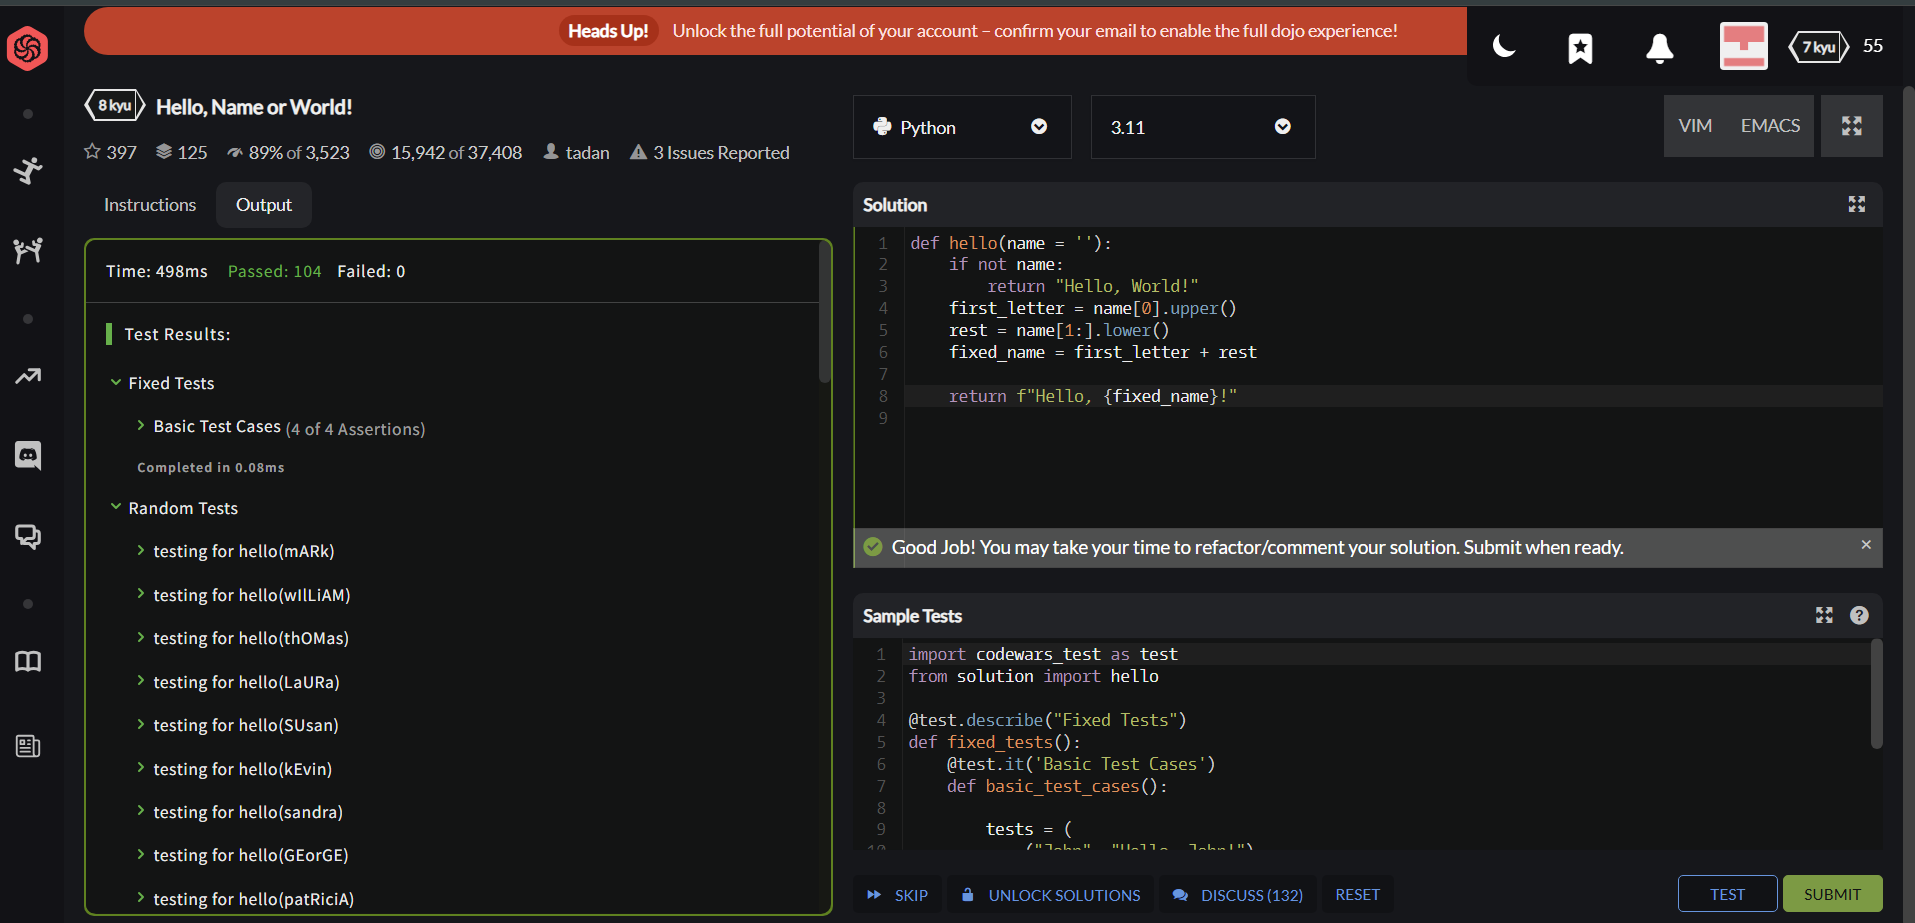 Heads Up! Unlock the full potential of your account – confirm your email to enable the full dojo experience!
7 kyu 55
8 kyu Hello, Name or World!
397 125 89% of 3,523 15,942 of 37,408 tadan 3 Issues Reported
Python
3.11
VIM EMACS
Instructions Output
Time: 498ms Passed: 104 Failed: 0
Test Results:
Fixed Tests
Basic Test Cases (4 of 4 Assertions)
Completed in 0.08ms
Random Tests
testing for hello(mARk)
testing for hello(wIlLiAM)
testing for hello(thOMas)
testing for hello(LaURa)
testing for hello(SUsan)
testing for hello(kEvin)
testing for hello(sandra)
testing for hello(GEorGE)
testing for hello(patRiciA)
Solution
1 def hello(name = ''):
2     if not name:
3         return "Hello, World!"
4     first_letter = name[0].upper()
5     rest = name[1:].lower()
6     fixed_name = first_letter + rest
7
8     return f"Hello, {fixed_name}!"
9
Good Job! You may take your time to refactor/comment your solution. Submit when ready.
Sample Tests
1 import codewars_test as test
2 from solution import hello
3
4 @test.describe("Fixed Tests")
5 def fixed_tests():
6     @test.it('Basic Test Cases')
7     def basic_test_cases():
8
9         tests = (
10             ("John", "Hello, John!")
SKIP UNLOCK SOLUTIONS DISCUSS (132) RESET
TEST SUBMIT